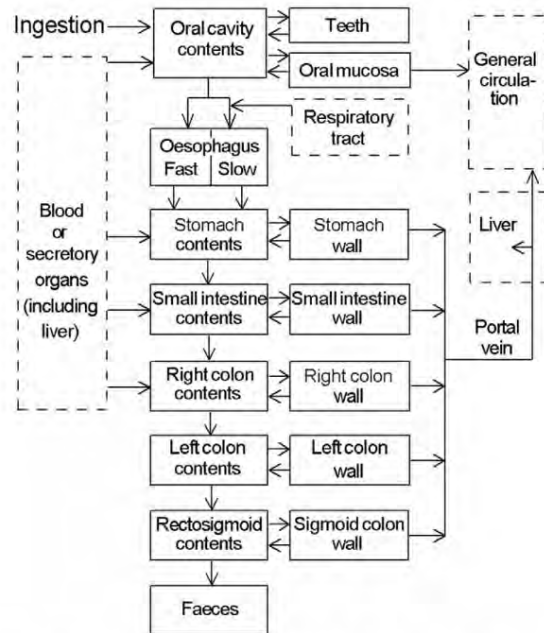 Ingestion
Oral cavity
contents
Teeth
Oral mucosa
General
circula-
tion
Respiratory
tract
Oesophagus
Fast Slow
Blood
or
secretory
organs
(including
liver)
Stomach
contents
Stomach
wall
Liver
Small intestine
contents
Small intestine
wall
Portal
vein
Right colon
contents
Right colon
wall
Left colon
contents
Left colon
wall
Rectosigmoid
contents
Sigmoid colon
wall
Faeces